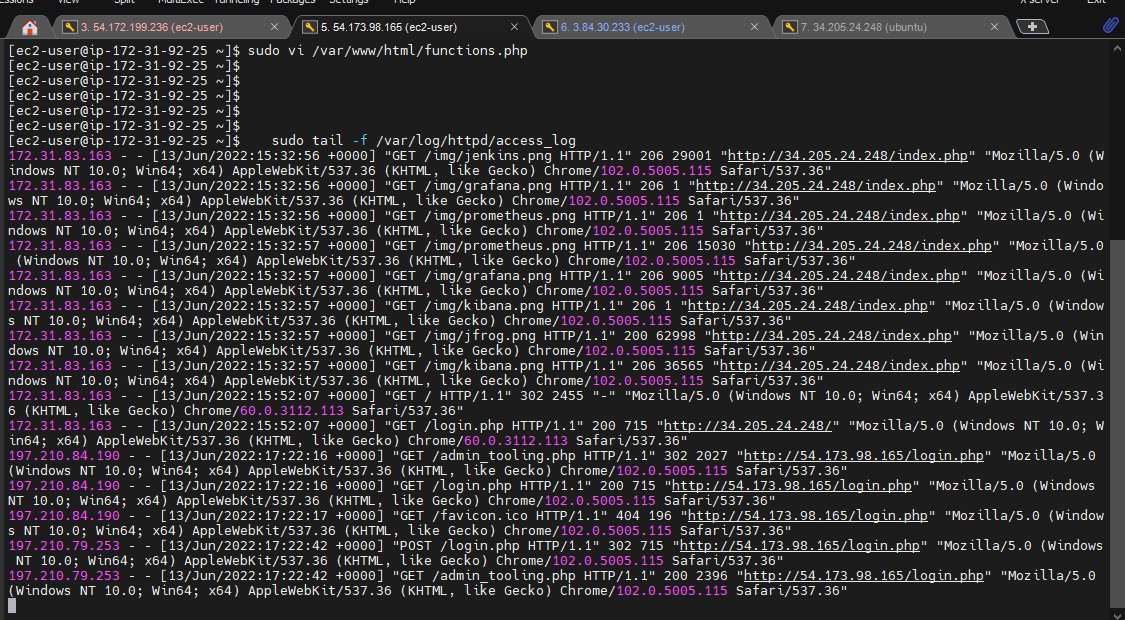 View Split MultiExec Tunneling Packages Settings Help X server Exit
3. 54.172.199.236 (ec2-user) 5. 54.173.98.165 (ec2-user) 6. 3.84.30.233 (ec2-user) 7. 34.205.24.248 (ubuntu)
[ec2-user@ip-172-31-92-25 ~]$ sudo vi /var/www/html/functions.php
[ec2-user@ip-172-31-92-25 ~]$
[ec2-user@ip-172-31-92-25 ~]$
[ec2-user@ip-172-31-92-25 ~]$
[ec2-user@ip-172-31-92-25 ~]$
[ec2-user@ip-172-31-92-25 ~]$
[ec2-user@ip-172-31-92-25 ~]$    sudo tail -f /var/log/httpd/access_log
172.31.83.163 - - [13/Jun/2022:15:32:56 +0000] "GET /img/jenkins.png HTTP/1.1" 206 29001 "http://34.205.24.248/index.php" "Mozilla/5.0 (W
indows NT 10.0; Win64; x64) AppleWebKit/537.36 (KHTML, like Gecko) Chrome/102.0.5005.115 Safari/537.36"
172.31.83.163 - - [13/Jun/2022:15:32:56 +0000] "GET /img/grafana.png HTTP/1.1" 206 1 "http://34.205.24.248/index.php" "Mozilla/5.0 (Windo
ws NT 10.0; Win64; x64) AppleWebKit/537.36 (KHTML, like Gecko) Chrome/102.0.5005.115 Safari/537.36"
172.31.83.163 - - [13/Jun/2022:15:32:56 +0000] "GET /img/prometheus.png HTTP/1.1" 206 1 "http://34.205.24.248/index.php" "Mozilla/5.0 (Wi
ndows NT 10.0; Win64; x64) AppleWebKit/537.36 (KHTML, like Gecko) Chrome/102.0.5005.115 Safari/537.36"
172.31.83.163 - - [13/Jun/2022:15:32:57 +0000] "GET /img/prometheus.png HTTP/1.1" 206 15030 "http://34.205.24.248/index.php" "Mozilla/5.0
 (Windows NT 10.0; Win64; x64) AppleWebKit/537.36 (KHTML, like Gecko) Chrome/102.0.5005.115 Safari/537.36"
172.31.83.163 - - [13/Jun/2022:15:32:57 +0000] "GET /img/grafana.png HTTP/1.1" 206 9005 "http://34.205.24.248/index.php" "Mozilla/5.0 (Wi
ndows NT 10.0; Win64; x64) AppleWebKit/537.36 (KHTML, like Gecko) Chrome/102.0.5005.115 Safari/537.36"
172.31.83.163 - - [13/Jun/2022:15:32:57 +0000] "GET /img/kibana.png HTTP/1.1" 206 1 "http://34.205.24.248/index.php" "Mozilla/5.0 (Window
s NT 10.0; Win64; x64) AppleWebKit/537.36 (KHTML, like Gecko) Chrome/102.0.5005.115 Safari/537.36"
172.31.83.163 - - [13/Jun/2022:15:32:57 +0000] "GET /img/jfrog.png HTTP/1.1" 200 62998 "http://34.205.24.248/index.php" "Mozilla/5.0 (Win
dows NT 10.0; Win64; x64) AppleWebKit/537.36 (KHTML, like Gecko) Chrome/102.0.5005.115 Safari/537.36"
172.31.83.163 - - [13/Jun/2022:15:32:57 +0000] "GET /img/kibana.png HTTP/1.1" 206 36565 "http://34.205.24.248/index.php" "Mozilla/5.0 (Wi
ndows NT 10.0; Win64; x64) AppleWebKit/537.36 (KHTML, like Gecko) Chrome/102.0.5005.115 Safari/537.36"
172.31.83.163 - - [13/Jun/2022:15:52:07 +0000] "GET / HTTP/1.1" 302 2455 "-" "Mozilla/5.0 (Windows NT 10.0; Win64; x64) AppleWebKit/537.3
6 (KHTML, like Gecko) Chrome/60.0.3112.113 Safari/537.36"
172.31.83.163 - - [13/Jun/2022:15:52:07 +0000] "GET /login.php HTTP/1.1" 200 715 "http://34.205.24.248/" "Mozilla/5.0 (Windows NT 10.0; W
in64; x64) AppleWebKit/537.36 (KHTML, like Gecko) Chrome/60.0.3112.113 Safari/537.36"
197.210.84.190 - - [13/Jun/2022:17:22:16 +0000] "GET /admin_tooling.php HTTP/1.1" 302 2027 "http://54.173.98.165/login.php" "Mozilla/5.0
(Windows NT 10.0; Win64; x64) AppleWebKit/537.36 (KHTML, like Gecko) Chrome/102.0.5005.115 Safari/537.36"
197.210.84.190 - - [13/Jun/2022:17:22:16 +0000] "GET /login.php HTTP/1.1" 200 715 "http://54.173.98.165/login.php" "Mozilla/5.0 (Windows
NT 10.0; Win64; x64) AppleWebKit/537.36 (KHTML, like Gecko) Chrome/102.0.5005.115 Safari/537.36"
197.210.84.190 - - [13/Jun/2022:17:22:17 +0000] "GET /favicon.ico HTTP/1.1" 404 196 "http://54.173.98.165/login.php" "Mozilla/5.0 (Window
s NT 10.0; Win64; x64) AppleWebKit/537.36 (KHTML, like Gecko) Chrome/102.0.5005.115 Safari/537.36"
197.210.79.253 - - [13/Jun/2022:17:22:42 +0000] "POST /login.php HTTP/1.1" 302 715 "http://54.173.98.165/login.php" "Mozilla/5.0 (Windows
 NT 10.0; Win64; x64) AppleWebKit/537.36 (KHTML, like Gecko) Chrome/102.0.5005.115 Safari/537.36"
197.210.79.253 - - [13/Jun/2022:17:22:42 +0000] "GET /admin_tooling.php HTTP/1.1" 200 2396 "http://54.173.98.165/login.php" "Mozilla/5.0
(Windows NT 10.0; Win64; x64) AppleWebKit/537.36 (KHTML, like Gecko) Chrome/102.0.5005.115 Safari/537.36"